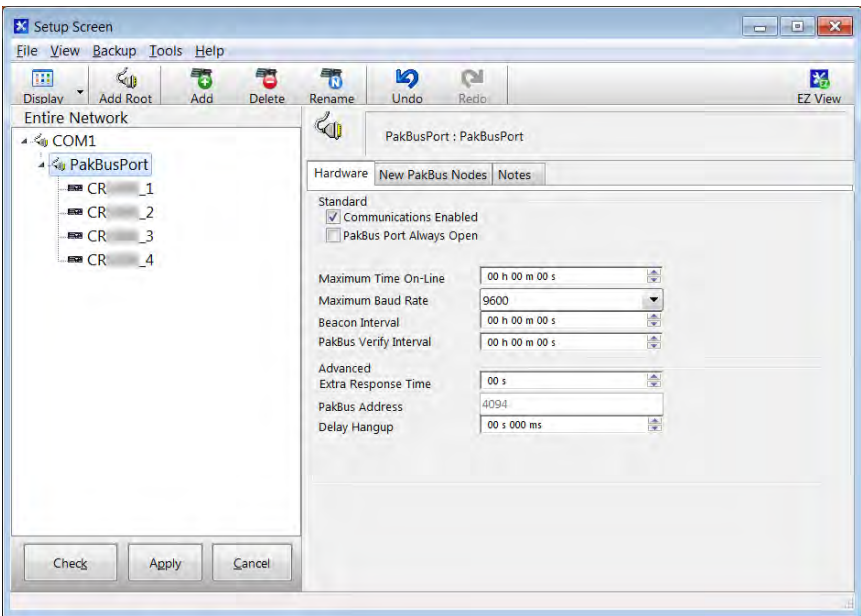 Setup Screen
File View Backup Tools Help
Display Add Root Add Delete Rename Undo Redo EZ View
Entire Network
COM1
PakBusPort
CR _1
CR _2
CR _3
CR _4
PakBusPort : PakBusPort
Hardware New PakBus Nodes Notes
Standard
Communications Enabled
PakBus Port Always Open
Maximum Time On-Line 00 h 00 m 00 s
Maximum Baud Rate 9600
Beacon Interval 00 h 00 m 00 s
PakBus Verify Interval 00 h 00 m 00 s
Advanced
Extra Response Time 00 s
PakBus Address 4094
Delay Hangup 00 s 000 ms
Check Apply Cancel